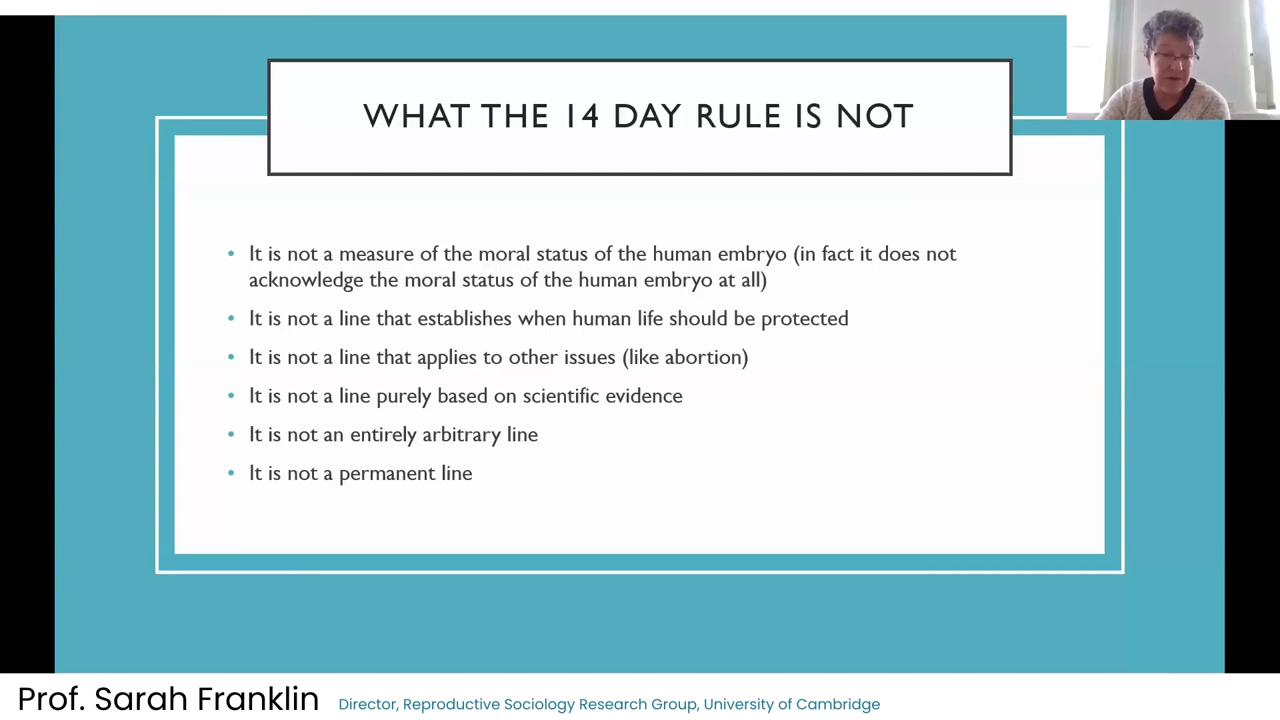 WHAT THE 14 DAY RULE IS NOT
• It is not a measure of the moral status of the human embryo (in fact it does not
acknowledge the moral status of the human embryo at all)
• It is not a line that establishes when human life should be protected
• It is not a line that applies to other issues (like abortion)
• It is not a line purely based on scientific evidence
• It is not an entirely arbitrary line
• It is not a permanent line
Prof. Sarah Franklin Director, Reproductive Sociology Research Group, University of Cambridge